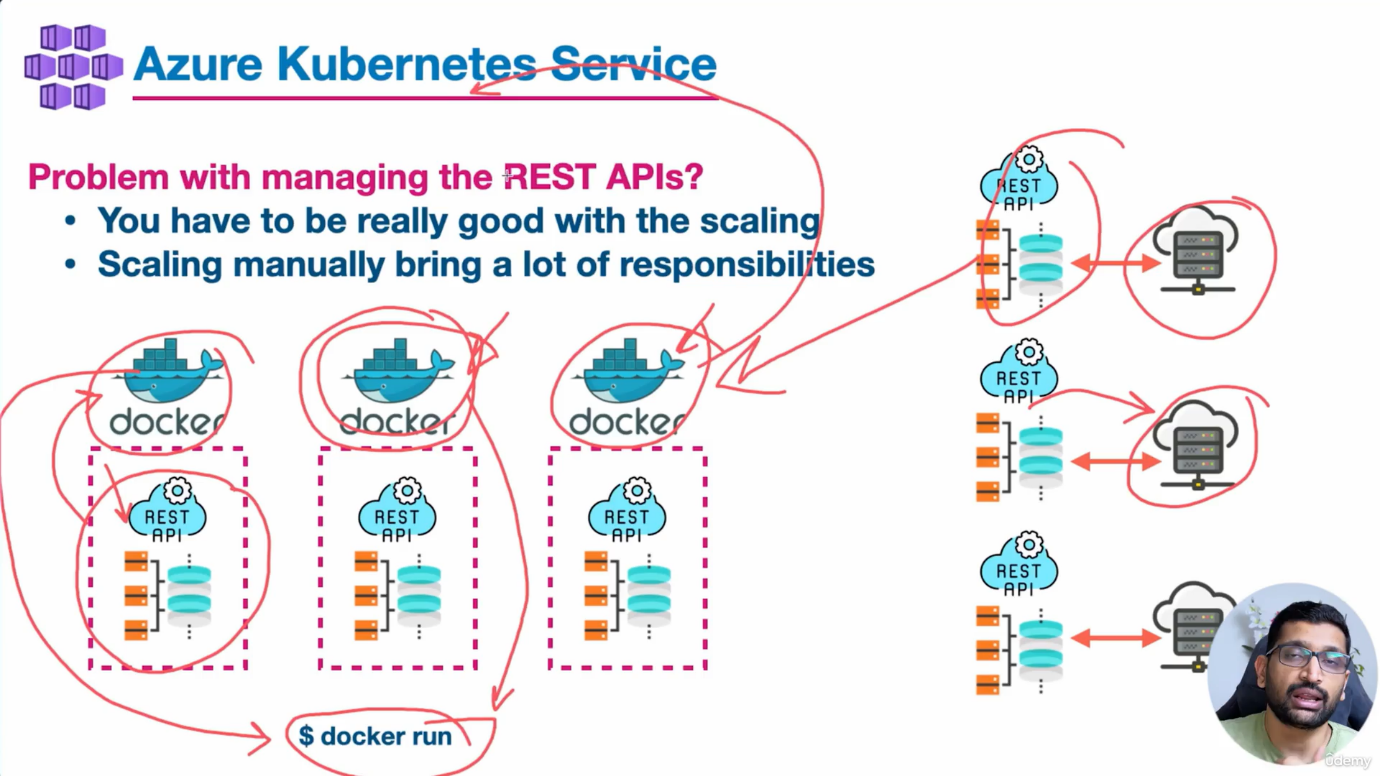 Azure Kubernetes Service
Problem with managing the REST APIs?
• You have to be really good with the scaling
• Scaling manually bring a lot of responsibilities
REST
API
REST
API
REST
API
docker
docker
docker
REST
API
REST
API
REST
API
$ docker run
ûdemy